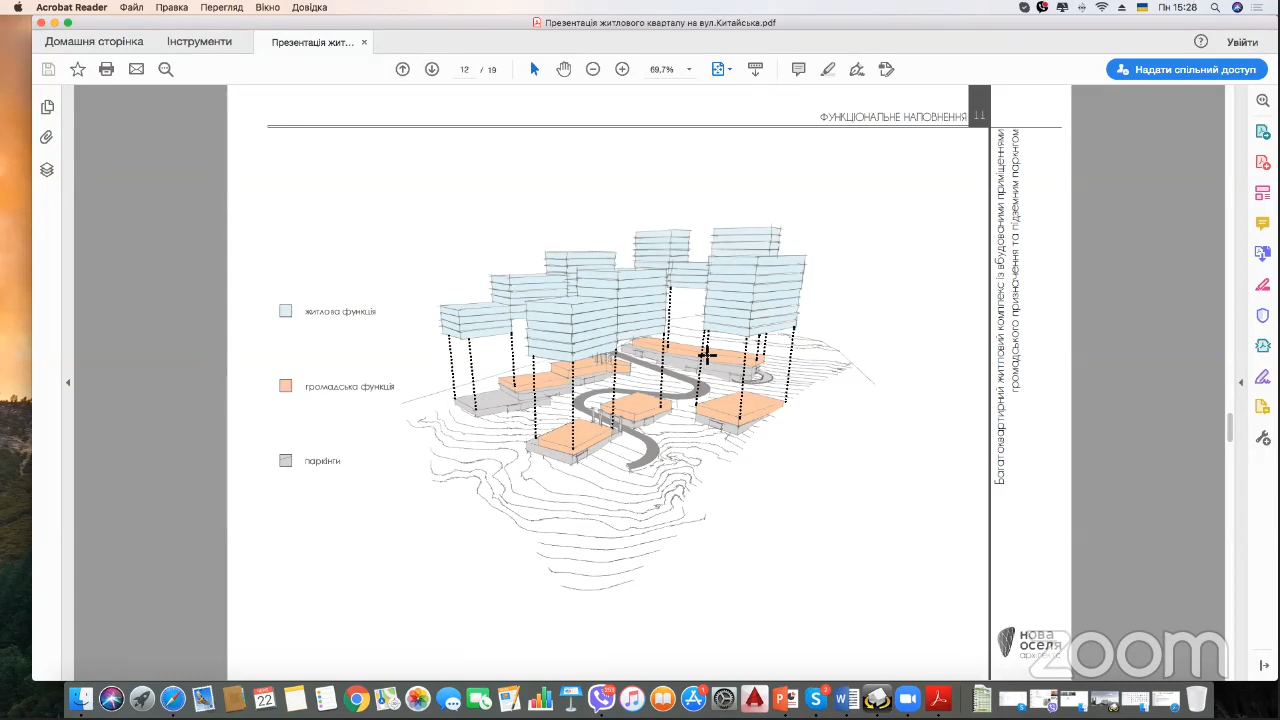 Acrobat Reader Файл Правка Перегляд Вікно Довідка
Пн 15:28
Презентація житлового кварталу на вул.Китайська.pdf
Домашня сторінка Інструменти Презентація жит... × Увійти
12 / 19 69,7% Надати спільний доступ
ФУНКЦІОНАЛЬНЕ НАПОВНЕННЯ 11
Багатоквартирний житловий комплекс із вбудованими приміщеннями
громадського призначення та підземним паркнгом
житлова функція
громадська функція
паркінги
НОВА
ОСЕЛЯ
zoom
22